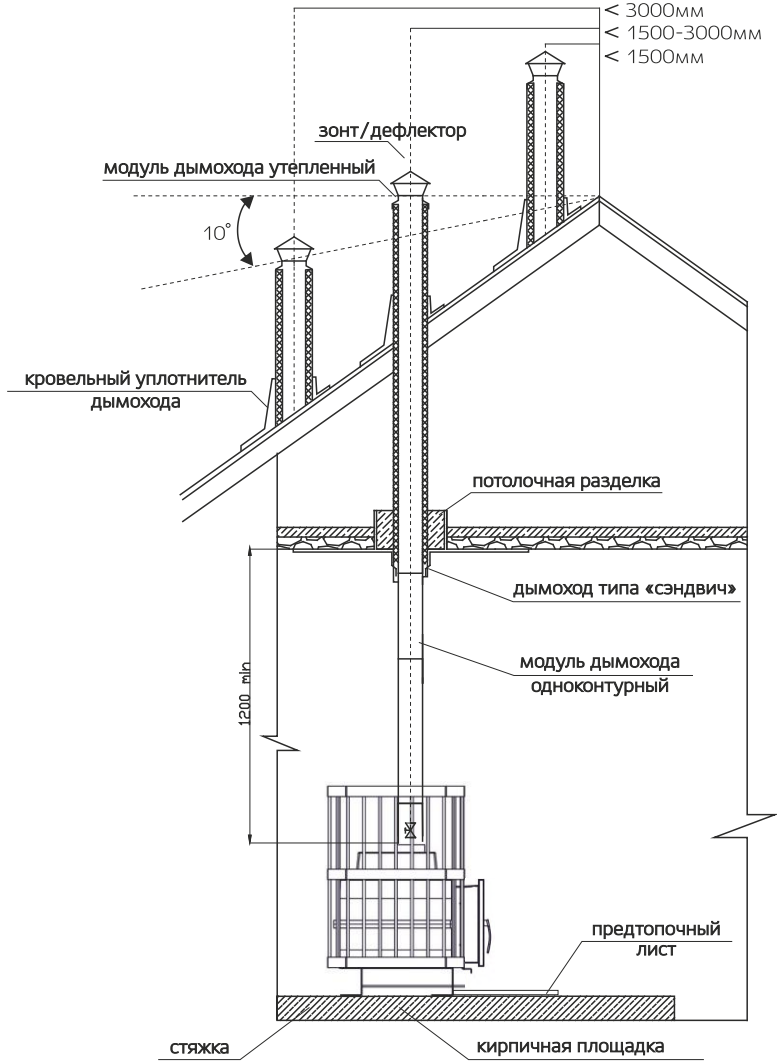 < 3000мм
< 1500-3000мм
< 1500мм
зонт/дефлектор
модуль дымохода утепленный
10°
кровельный уплотнитель
дымохода
потолочная разделка
дымоход типа «сэндвич»
модуль дымохода
одноконтурный
1200 min
предтопочный
лист
стяжка
кирпичная площадка